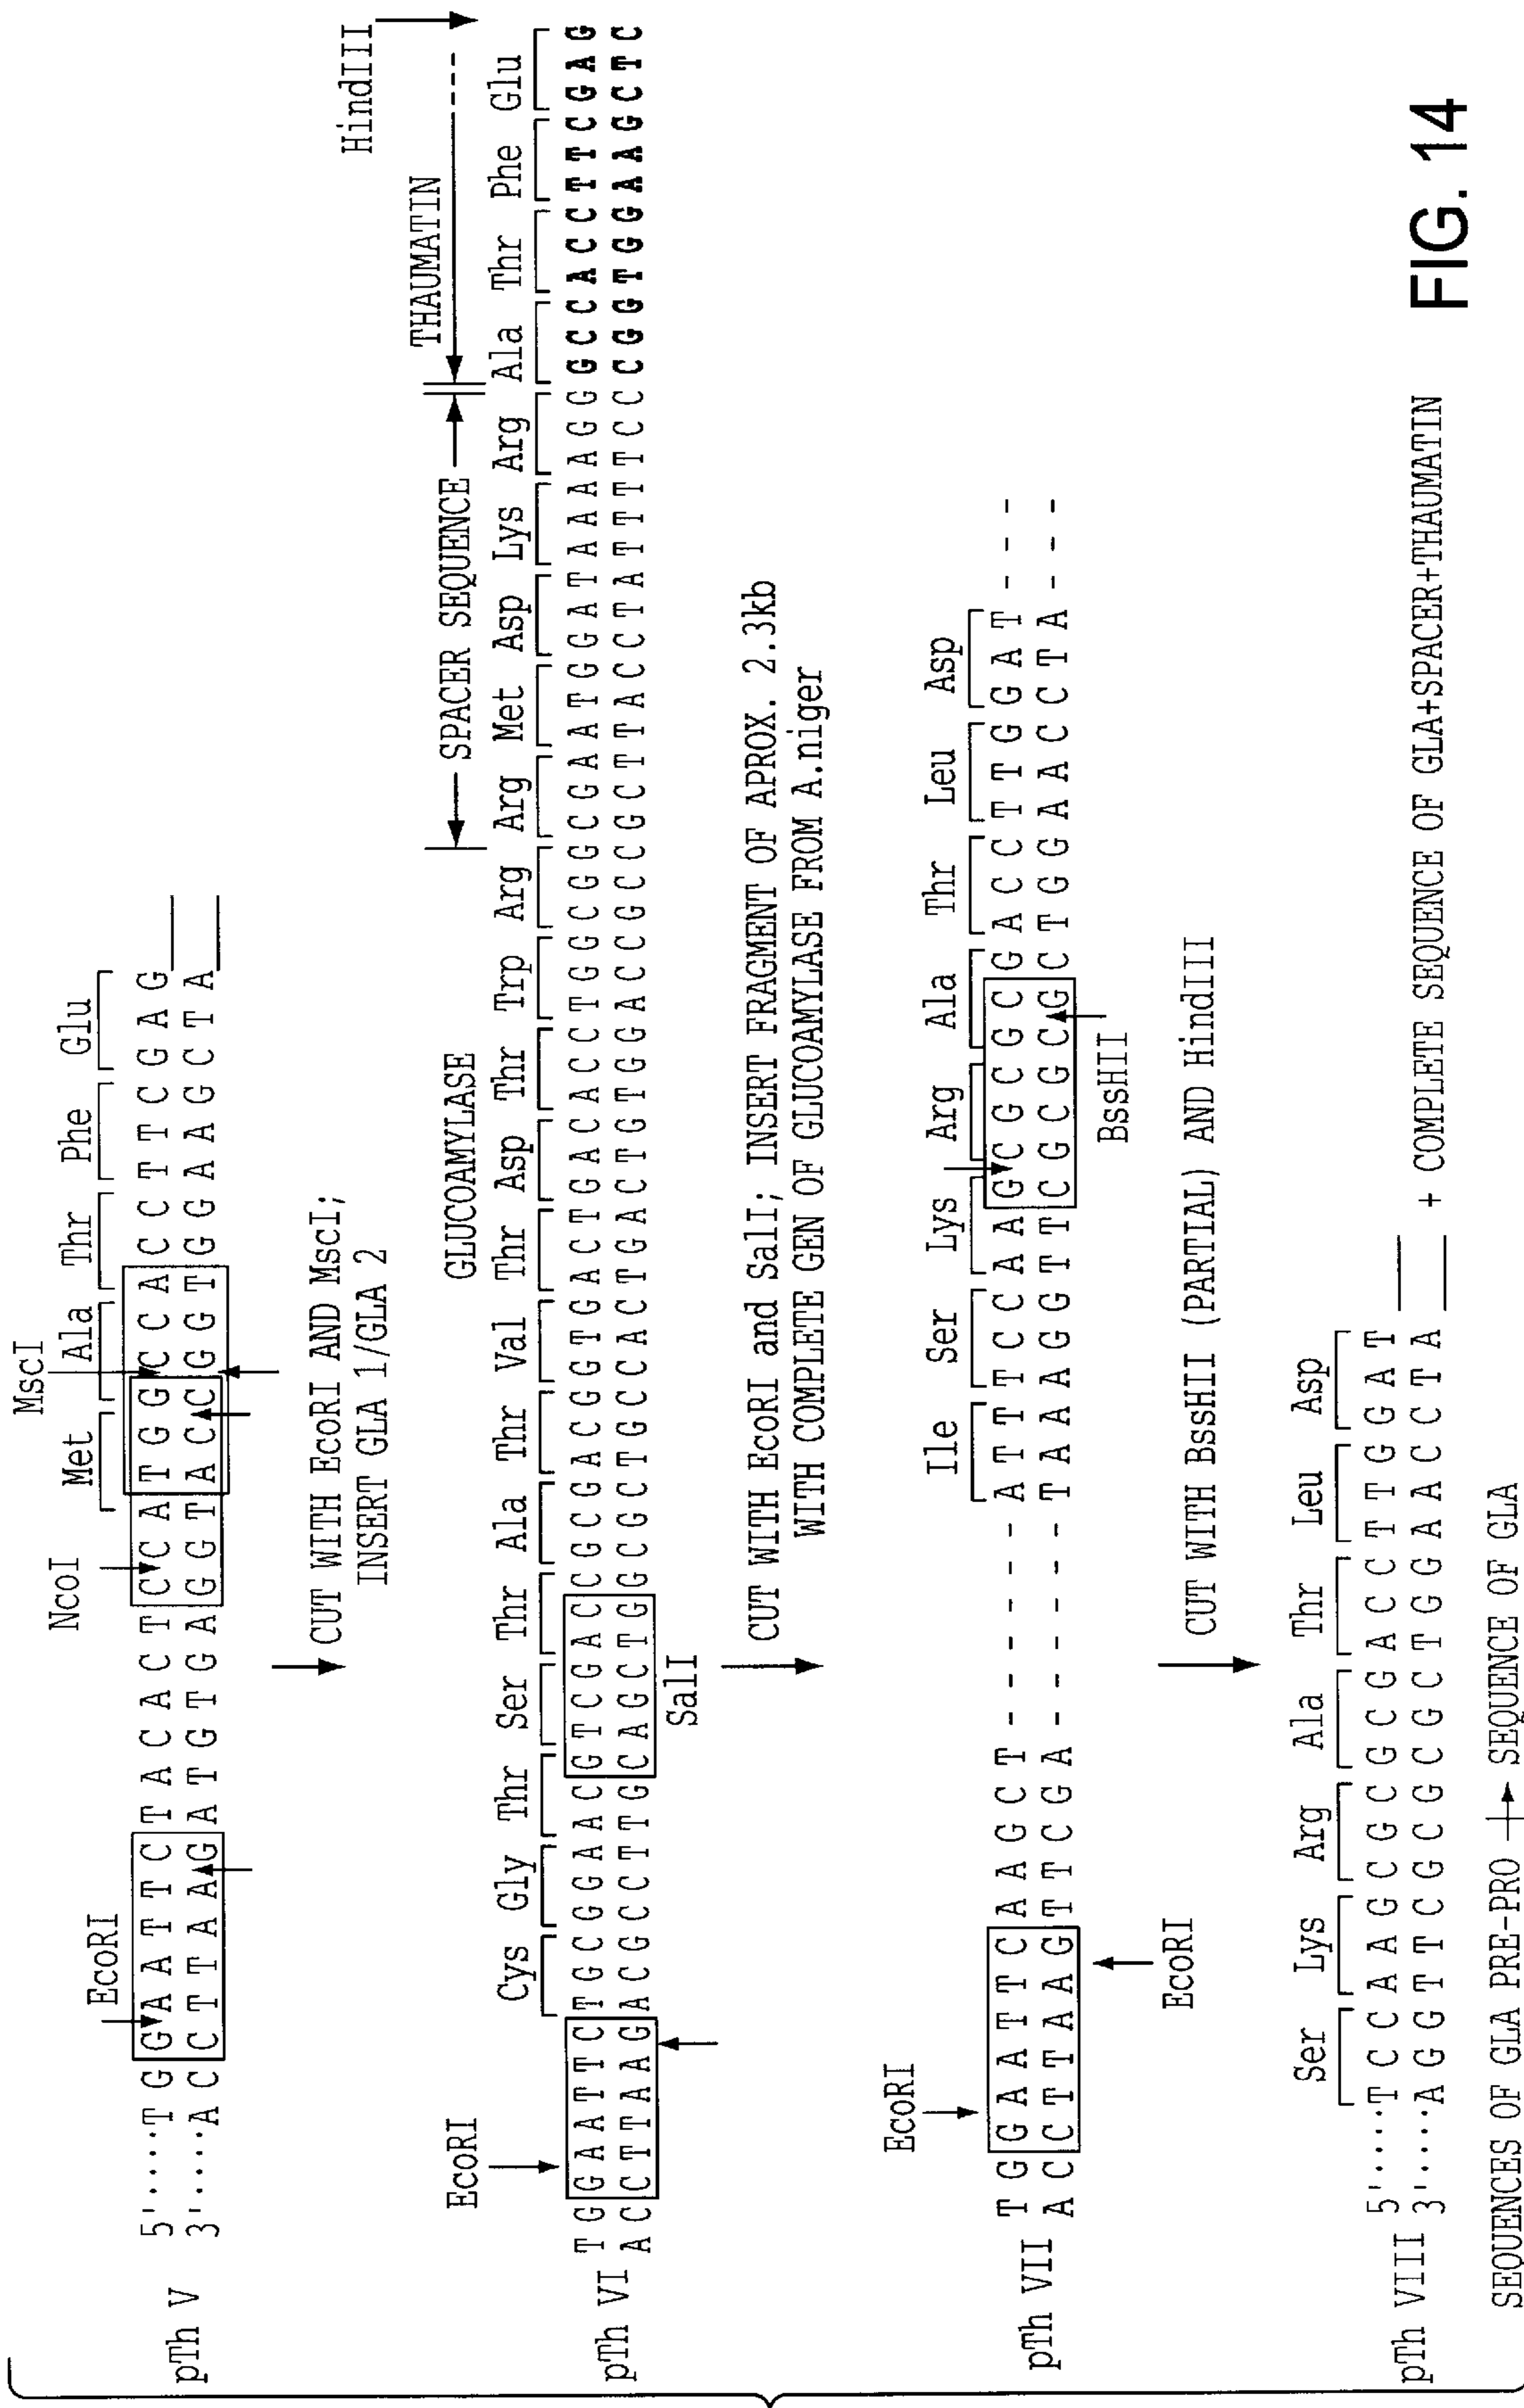 MscI
NcoI
EcoRI Met Ala Thr Phe Glu
pTh V 5'·····T G G A A T T C T A C A C T C C A T G G C C A C C T T C G A G
3'·····A C C T T A A G A T G T G A G G T A C C G G T G G A A G C T A
CUT WITH EcoRI AND MscI;
INSERT GLA 1/GLA 2
HindIII
THAUMATIN
SPACER SEQUENCE
GLUCOAMYLASE
EcoRI
Cys Gly Thr Ser Thr Ala Thr Val Thr Asp Thr Trp Arg Arg Met Asp Lys Arg Ala Thr Phe Glu
pTh VI T G G A A T T C T G C G G A A C G T C G A C C G C G A C G G T G A C T G A C A C C T G G C G G C G A A T G G A T A A A A G G G C C A C C T T C G A G
A C C T T A A G A C G C C T T G C A G C T G G C G C T G C C A C T G A C T G T G G A C C G C C G C T T A C C T A T T T T C C C G G T G G A A G C T C
SalI
CUT WITH EcoRI and SalI; INSERT FRAGMENT OF APROX. 2.3kb
WITH COMPLETE GEN OF GLUCOAMYLASE FROM A.niger
EcoRI
Ile Ser Lys Arg Ala Thr Leu Asp
pTh VII T G G A A T T C A A G C T - - - - - - A T T T C C A A G C G C G C G A C C T T G G A T - - -
A C C T T A A G T T C G A - - - - - - T A A A G G T T C G C G C G C T G G A A C C T A - - -
EcoRI
BssHII
CUT WITH BssHII (PARTIAL) AND HindIII
Ser Lys Arg Ala Thr Leu Asp
pTh VIII 5'·····T C C A A G C G C G C G A C C T T G G A T
3'·····A G G T T C G C G C G C T G G A A C C T A
+ COMPLETE SEQUENCE OF GLA+SPACER+THAUMATIN
SEQUENCES OF GLA PRE-PRO SEQUENCE OF GLA
FIG. 14